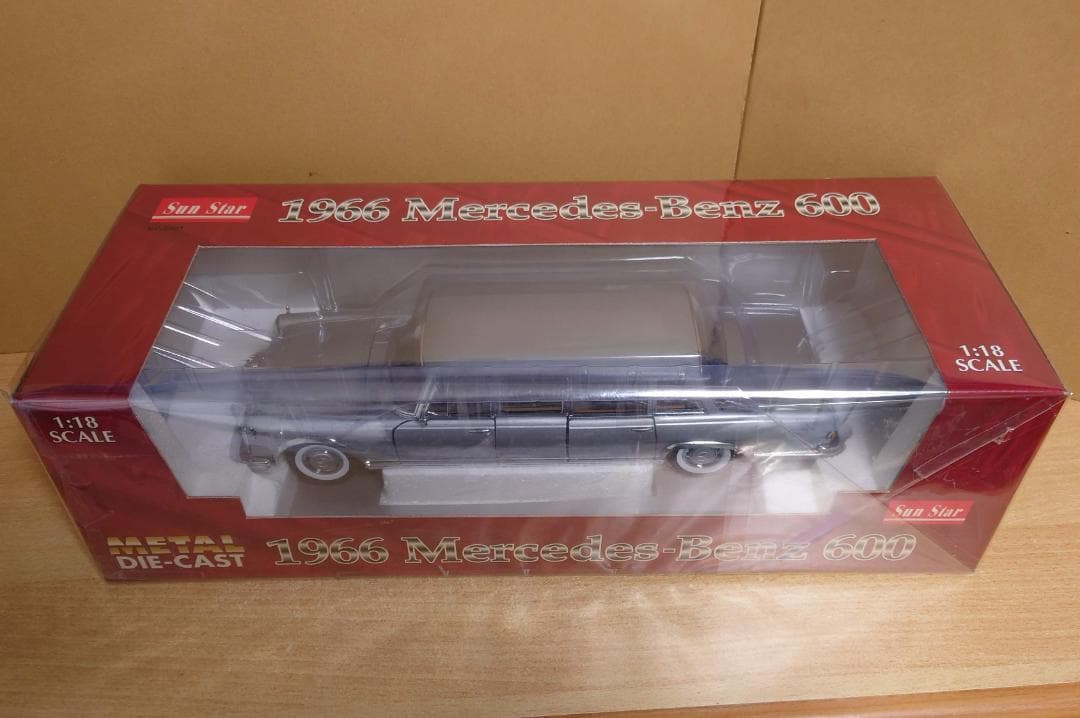 Sun Star
1966 Mercedes-Benz 600
1:18
SCALE
1:18
SCALE
Sun Star
METAL
DIE-CAST
1966 Mercedes-Benz 600